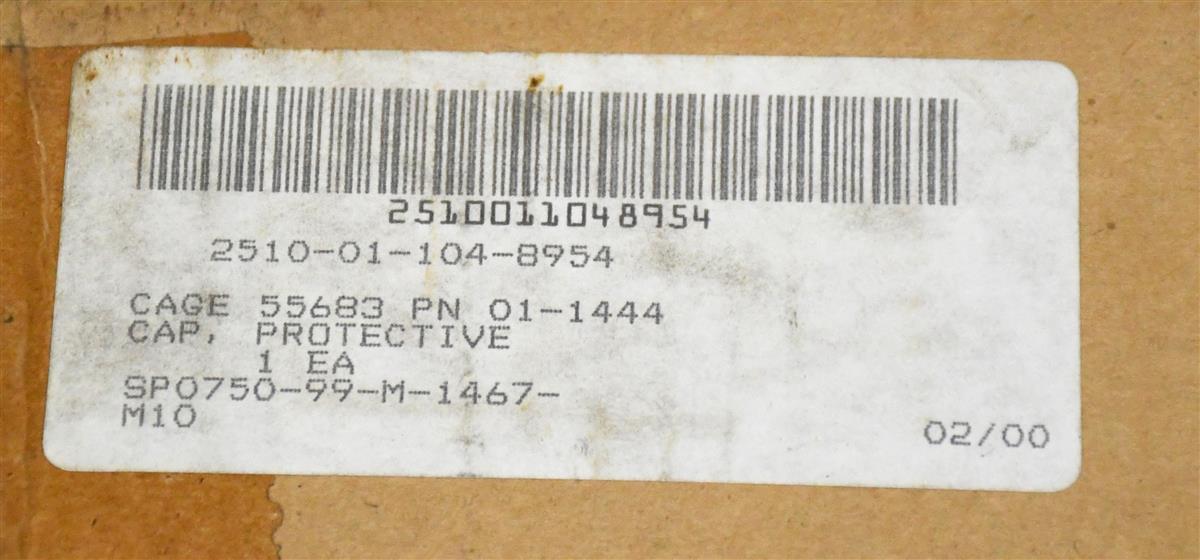 2510011048954
2510-01-104-8954
CAGE 55683 PN 01-1444
CAP, PROTECTIVE
1 EA
SP0750-99-M-1467-
M10
02/00